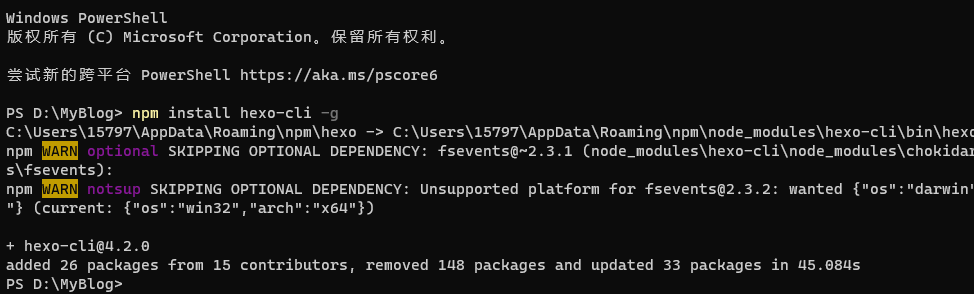 Windows PowerShell
版权所有 (C) Microsoft Corporation。保留所有权利。
尝试新的跨平台 PowerShell https://aka.ms/pscore6
PS D:\MyBlog> npm install hexo-cli -g
C:\Users\15797\AppData\Roaming\npm\hexo -> C:\Users\15797\AppData\Roaming\npm\node_modules\hexo-cli\bin\hexo
npm WARN optional SKIPPING OPTIONAL DEPENDENCY: fsevents@~2.3.1 (node_modules\hexo-cli\node_modules\chokidar
s\fsevents):
npm WARN notsup SKIPPING OPTIONAL DEPENDENCY: Unsupported platform for fsevents@2.3.2: wanted {"os":"darwin"
"} (current: {"os":"win32","arch":"x64"})
+ hexo-cli@4.2.0
added 26 packages from 15 contributors, removed 148 packages and updated 33 packages in 45.084s
PS D:\MyBlog>